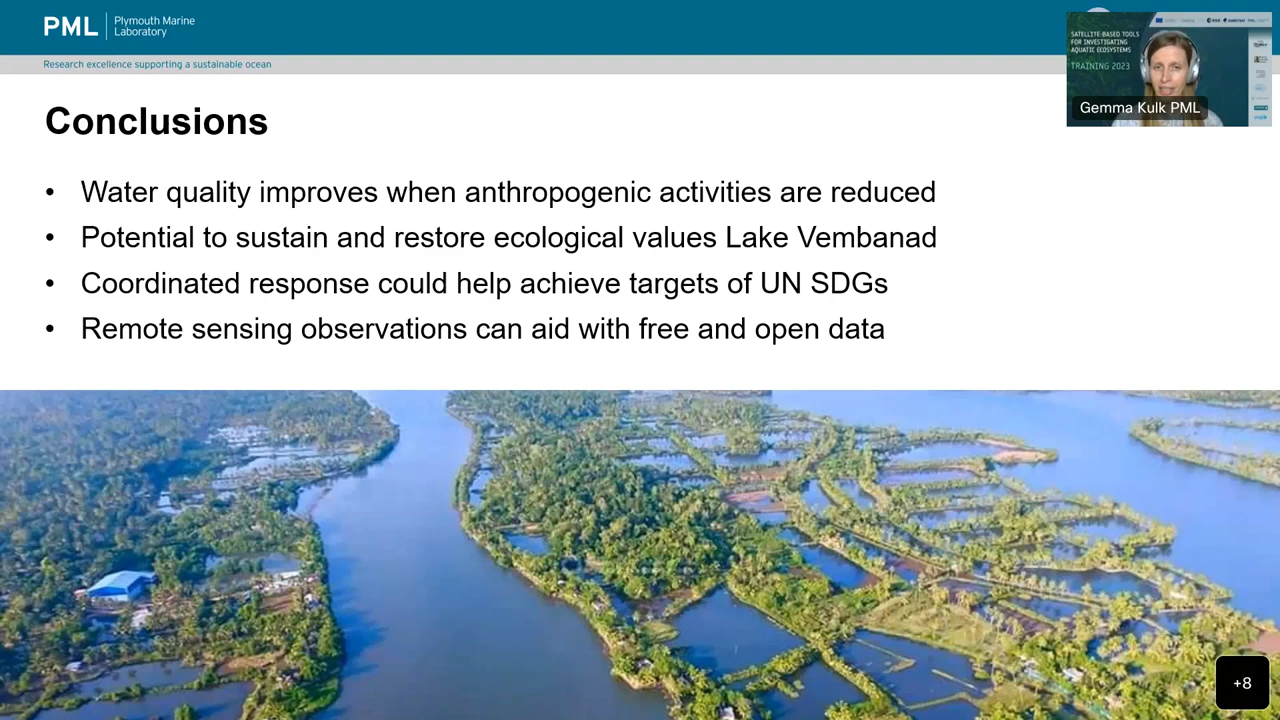 PML
Plymouth Marine
Laboratory
Research excellence supporting a sustainable ocean
SATELLITE-BASED TOOLS
FOR INVESTIGATING
AQUATIC ECOSYSTEMS
TRAINING 2023
Gemma Kulk PML
Conclusions
• Water quality improves when anthropogenic activities are reduced
• Potential to sustain and restore ecological values Lake Vembanad
• Coordinated response could help achieve targets of UN SDGs
• Remote sensing observations can aid with free and open data
+8